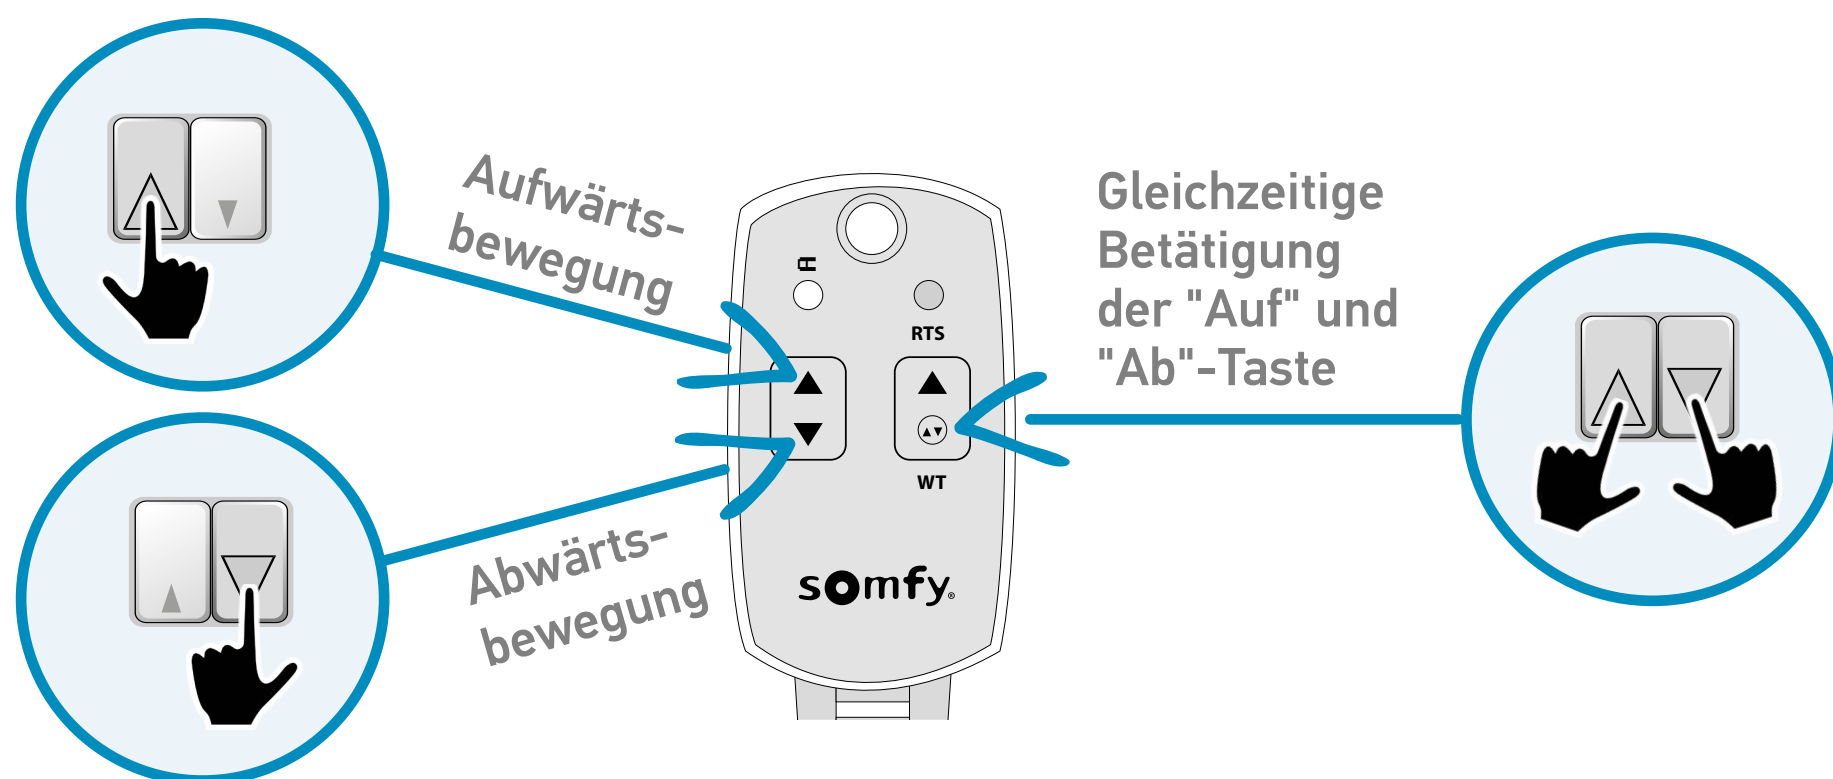 Aufwärts-
bewegung
Abwärts-
bewegung
RTS
WT
somfy®
Gleichzeitige
Betätigung
der "Auf" und
"Ab"-Taste